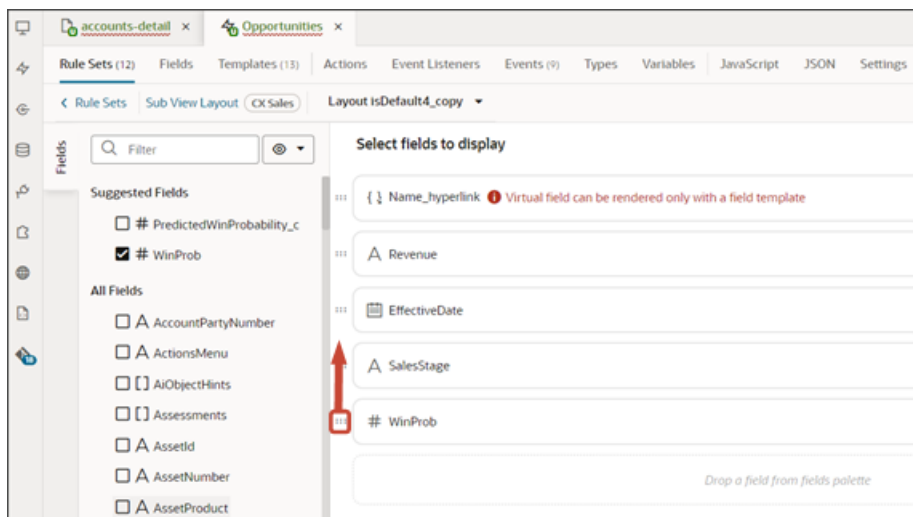 accounts-detail × Opportunities ×
Rule Sets (12) Fields Templates (13) Actions Event Listeners Events (9) Types Variables JavaScript JSON Settings
< Rule Sets Sub View Layout CX Sales Layout isDefault4_copy
Fields
Filter
Select fields to display
Suggested Fields
# PredictedWinProbability_c
# WinProb
All Fields
A AccountPartyNumber
A ActionsMenu
[] AiObjectHints
[] Assessments
A AssetId
A AssetNumber
A AssetProduct
Name_hyperlink Virtual field can be rendered only with a field template
A Revenue
EffectiveDate
A SalesStage
# WinProb
Drop a field from fields palette
18